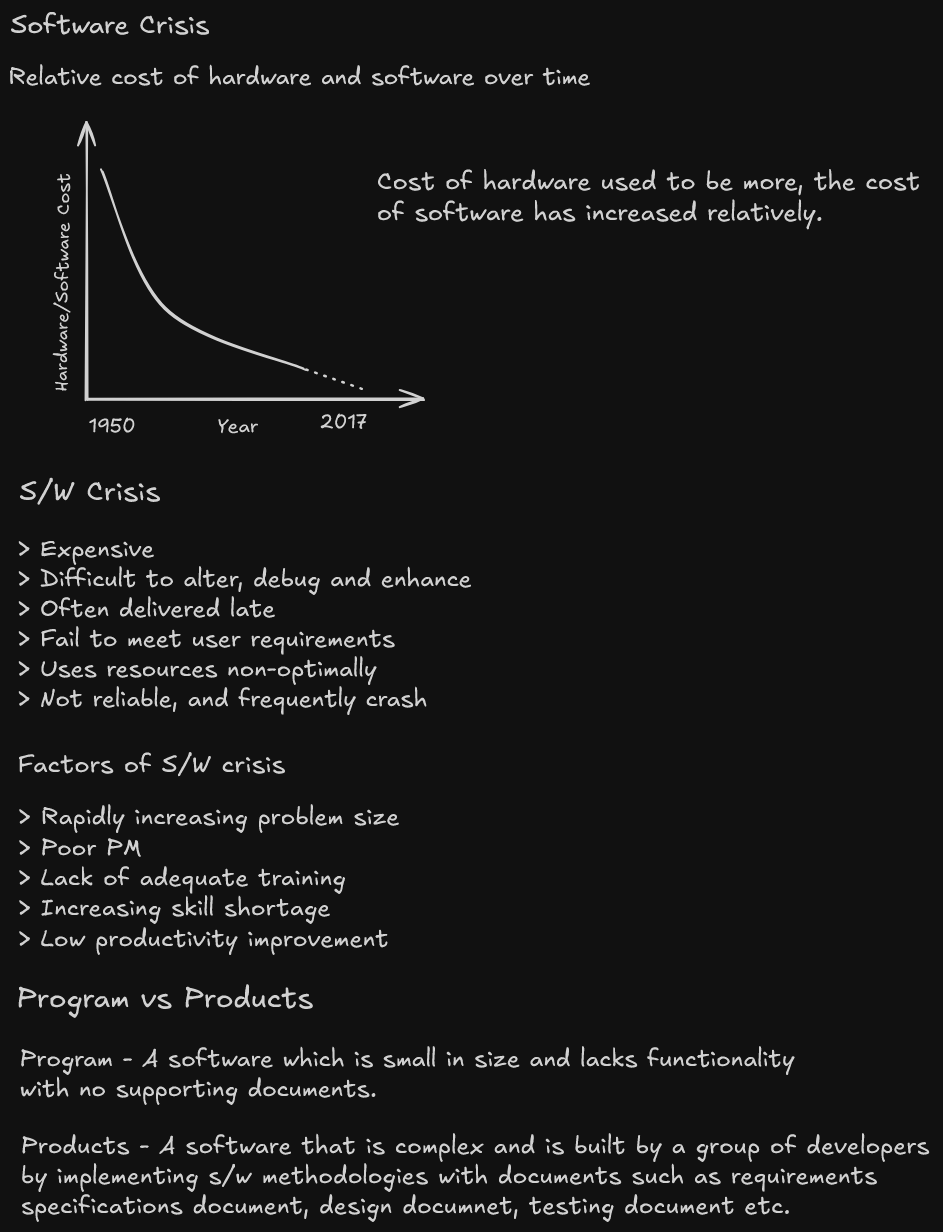 Software Crisis
Relative cost of hardware and software over time
Hardware/Software Cost
Cost of hardware used to be more, the cost
of software has increased relatively.
1950
Year
2017
S/W Crisis
> Expensive
> Difficult to alter, debug and enhance
> Often delivered late
> Fail to meet user requirements
> Uses resources non-optimally
> Not reliable, and frequently crash
Factors of S/W crisis
> Rapidly increasing problem size
> Poor PM
> Lack of adequate training
> Increasing skill shortage
> Low productivity improvement
Program vs Products
Program - A software which is small in size and lacks functionality
with no supporting documents.
Products - A software that is complex and is built by a group of developers
by implementing s/w methodologies with documents such as requirements
specifications document, design documnet, testing document etc.